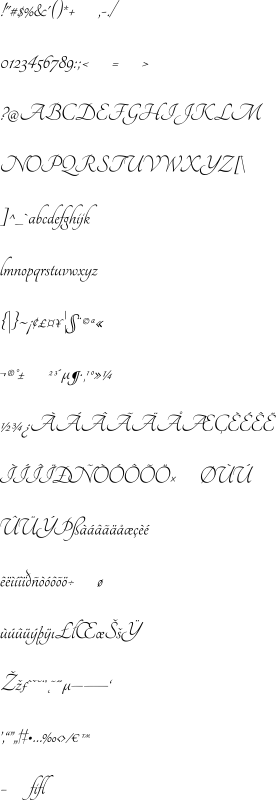 !"#$%&'()*+ ,-./
0123456789:;< = >
?@ABCDEFGHIJKLM
NOPQRSTUVWXYZ[\
]^_`abcdefghijk
lmnopqrstuvwxyz
{|}~¡¢£¤¥¦§¨©ª«
¬®°± ²³´µ¶·¸¹º»¼
½¾¿ÀÁÂÃÄÅÆÇÈÉÊË
ÌÍÎÏÐÑÒÓÔÕÖ× ØÙÚ
ÛÜÝÞßàáâãäåæçèé
êëìíîïðñòóôõö÷ ø
ùúûüýþÿıŁłŒœŠšŸ
Žžƒ μ
‚“”„‡•…‰‹›⁄€™
− fifl